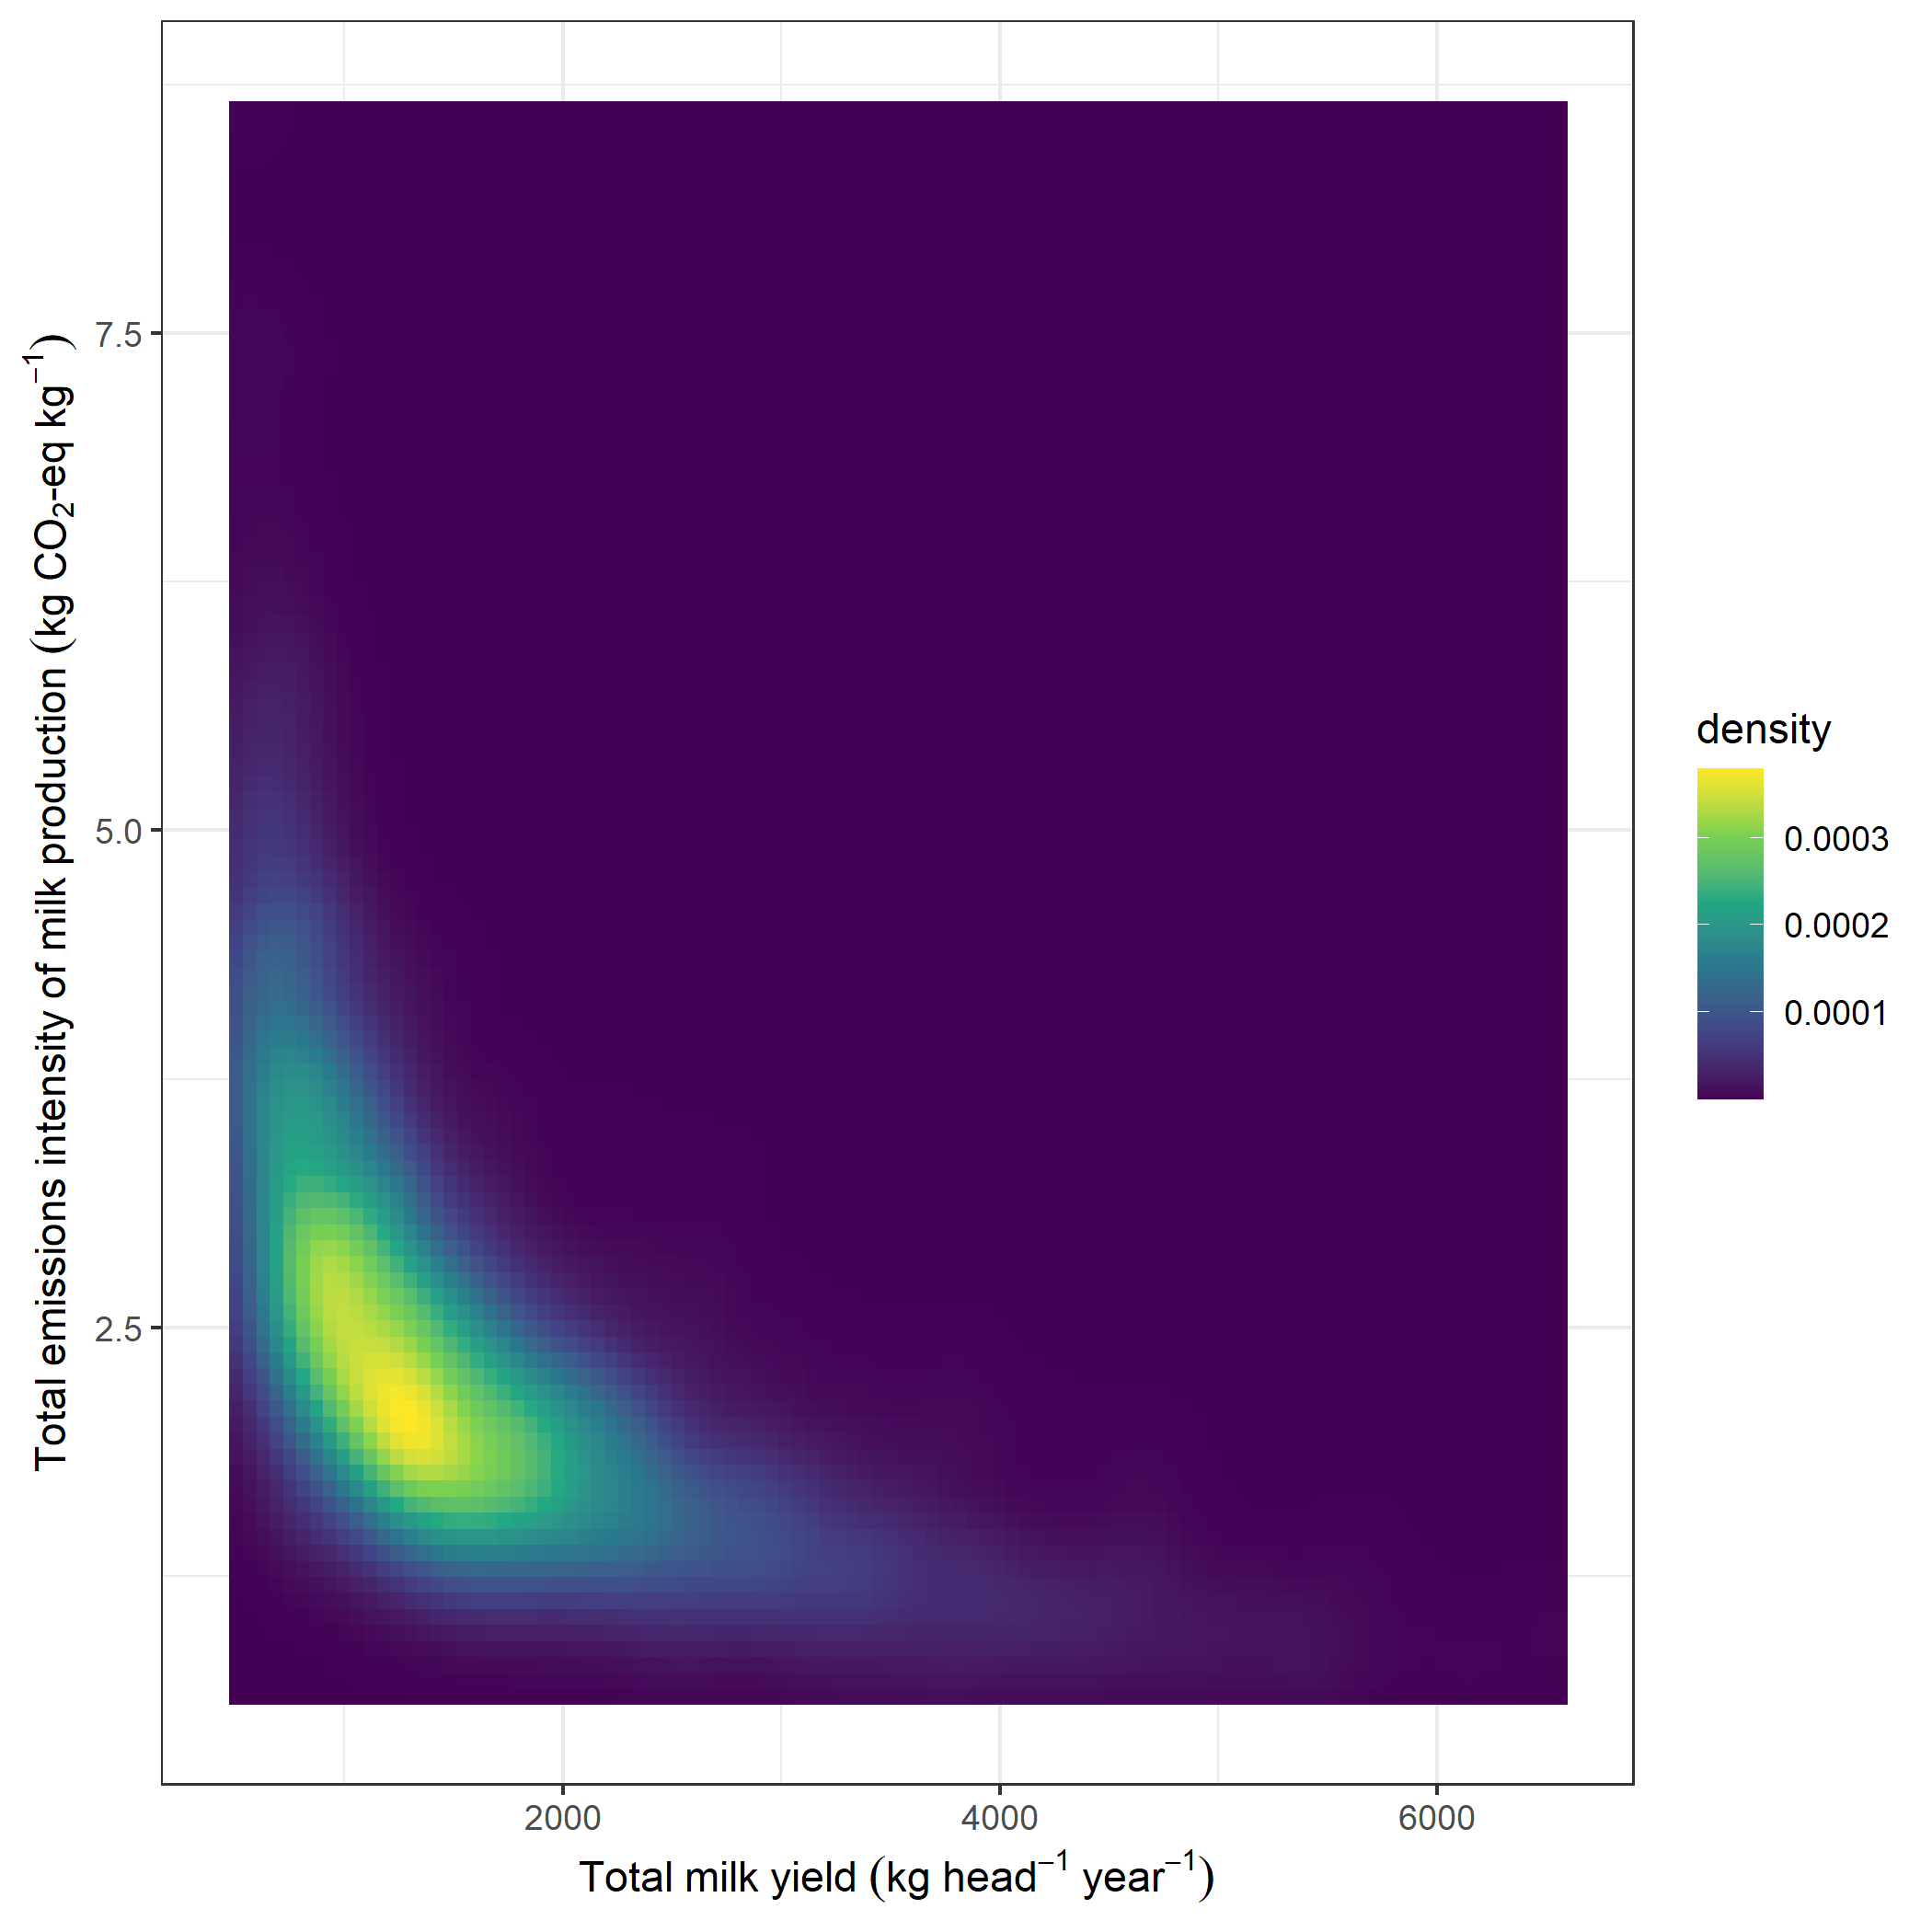 Total emissions intensity of milk production (kg CO₂-eq kg⁻¹)
7.5
5.0
2.5
2000 4000 6000
Total milk yield (kg head⁻¹ year⁻¹)
density
0.0003
0.0002
0.0001